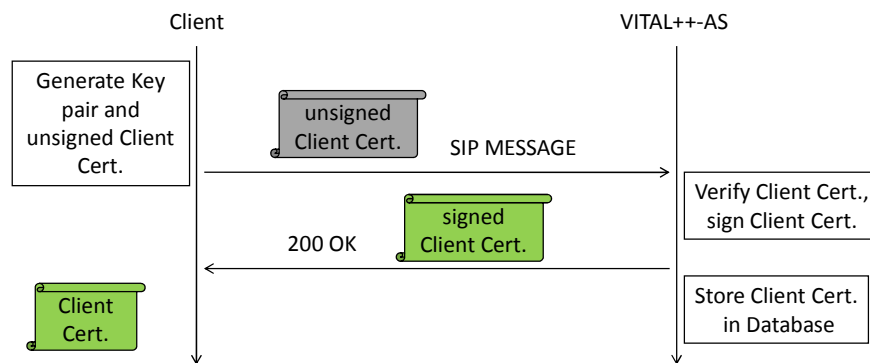 Client
VITAL++-AS
Generate Key
pair and
unsigned Client
Cert.
unsigned
Client Cert.
SIP MESSAGE
Verify Client Cert.,
sign Client Cert.
signed
Client Cert.
200 OK
Client
Cert.
Store Client Cert.
in Database